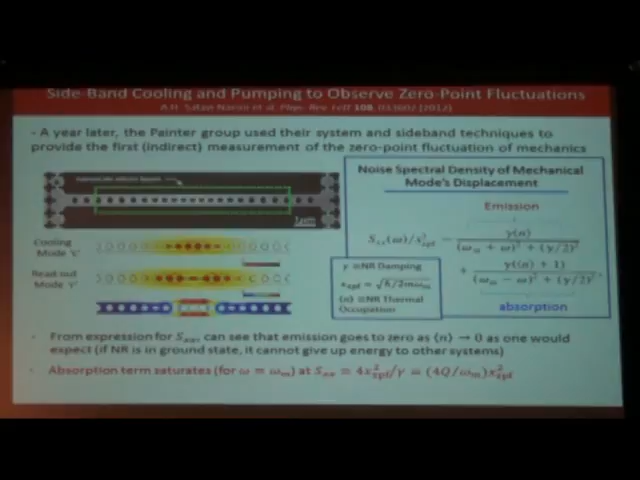 Side-Band Cooling and Pumping to Observe Zero-Point Fluctuations
A.H. Safavi-Naeini et al. Phys. Rev. Lett 108, 033602 (2012)
- A year later, the Painter group used their system and sideband techniques to
provide the first (indirect) measurement of the zero-point fluctuation of mechanics
1μm
Cooling
Mode 'c'
Read-out
Mode 'r'
Noise Spectral Density of Mechanical
Mode's Displacement
Emission
S_xx(ω)/x²_zpf = γ⟨n⟩ / ((ω_m + ω)² + (γ/2)²)
+ γ(⟨n⟩ + 1) / ((ω_m − ω)² + (γ/2)²)
absorption
γ ≡NR Damping
x_zpf = √ħ/2mω_m
⟨n⟩ ≡NR Thermal
Occupation
- From expression for S_xx, can see that emission goes to zero as ⟨n⟩ → 0 as one would
expect (if NR is in ground state, it cannot give up energy to other systems)
- Absorption term saturates (for ω = ω_m) at S_xx = 4x²_zpf/γ = (4Q/ω_m)x²_zpf